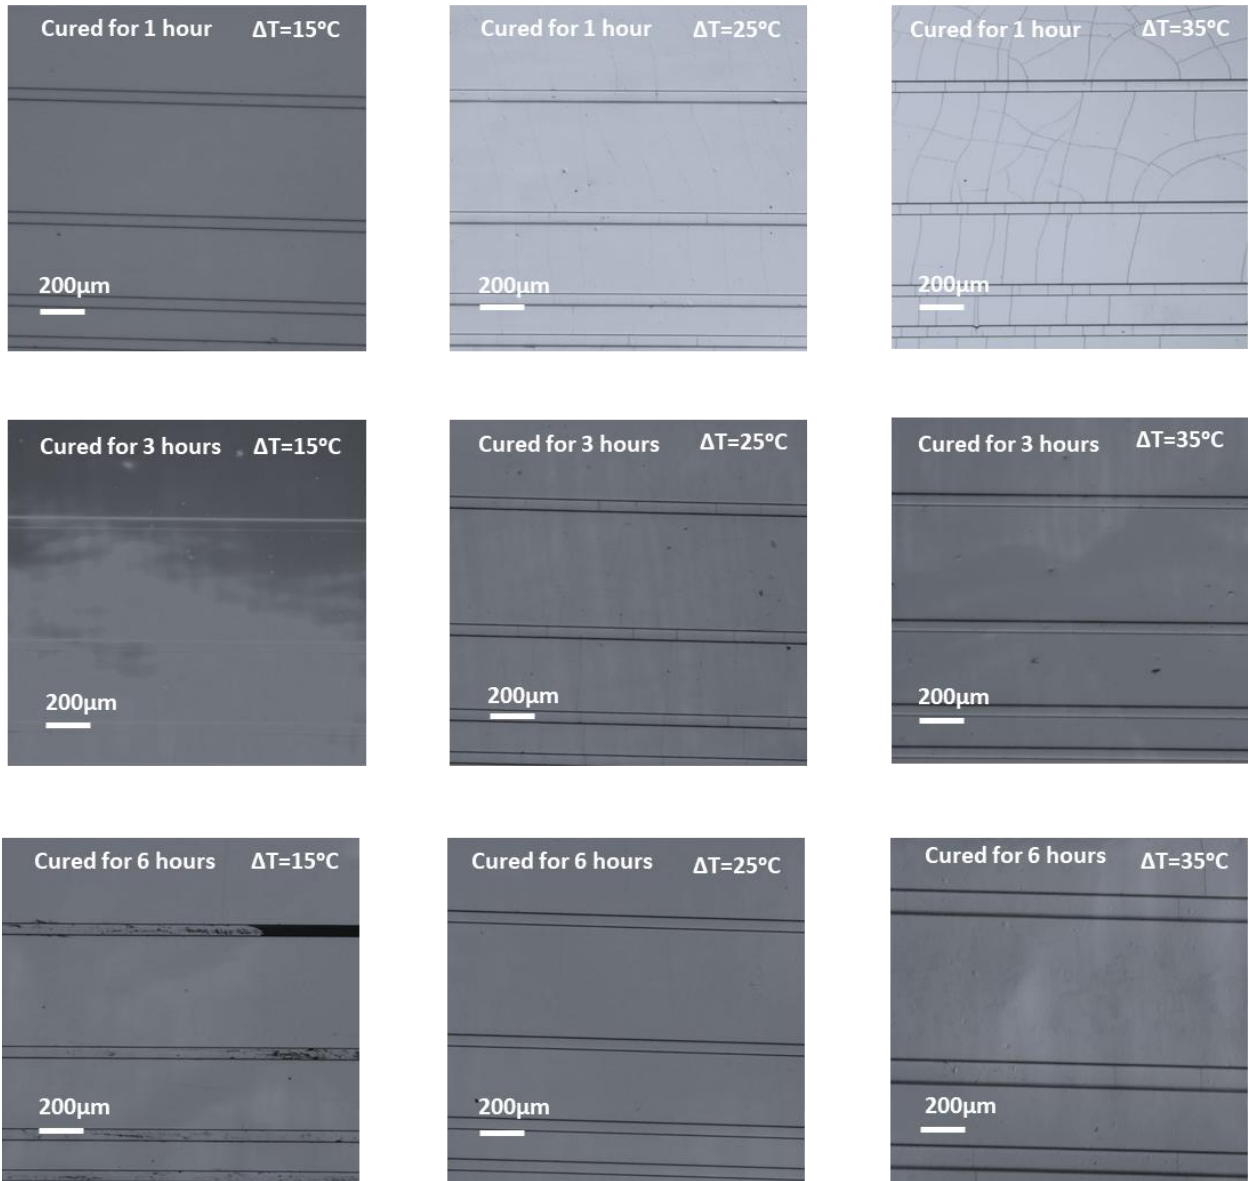 Cured for 1 hour ΔT=15°C
Cured for 1 hour ΔT=25°C
Cured for 1 hour ΔT=35°C
200µm
200µm
200µm
Cured for 3 hours ΔT=15°C
Cured for 3 hours ΔT=25°C
Cured for 3 hours ΔT=35°C
200µm
200µm
200µm
Cured for 6 hours ΔT=15°C
Cured for 6 hours ΔT=25°C
Cured for 6 hours ΔT=35°C
200µm
200µm
200µm